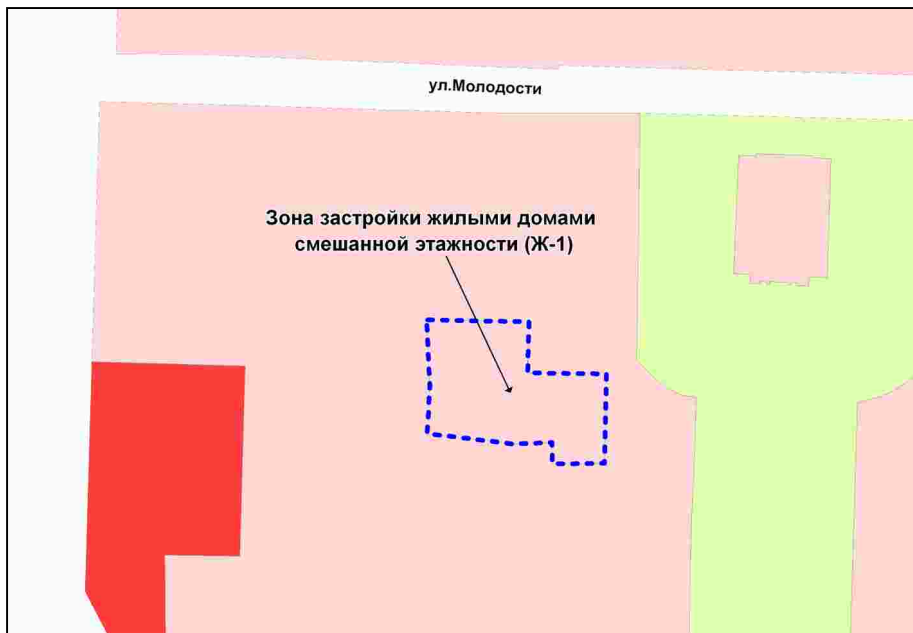 ул.Молодости
Зона застройки жилыми домами
смешанной этажности (Ж-1)